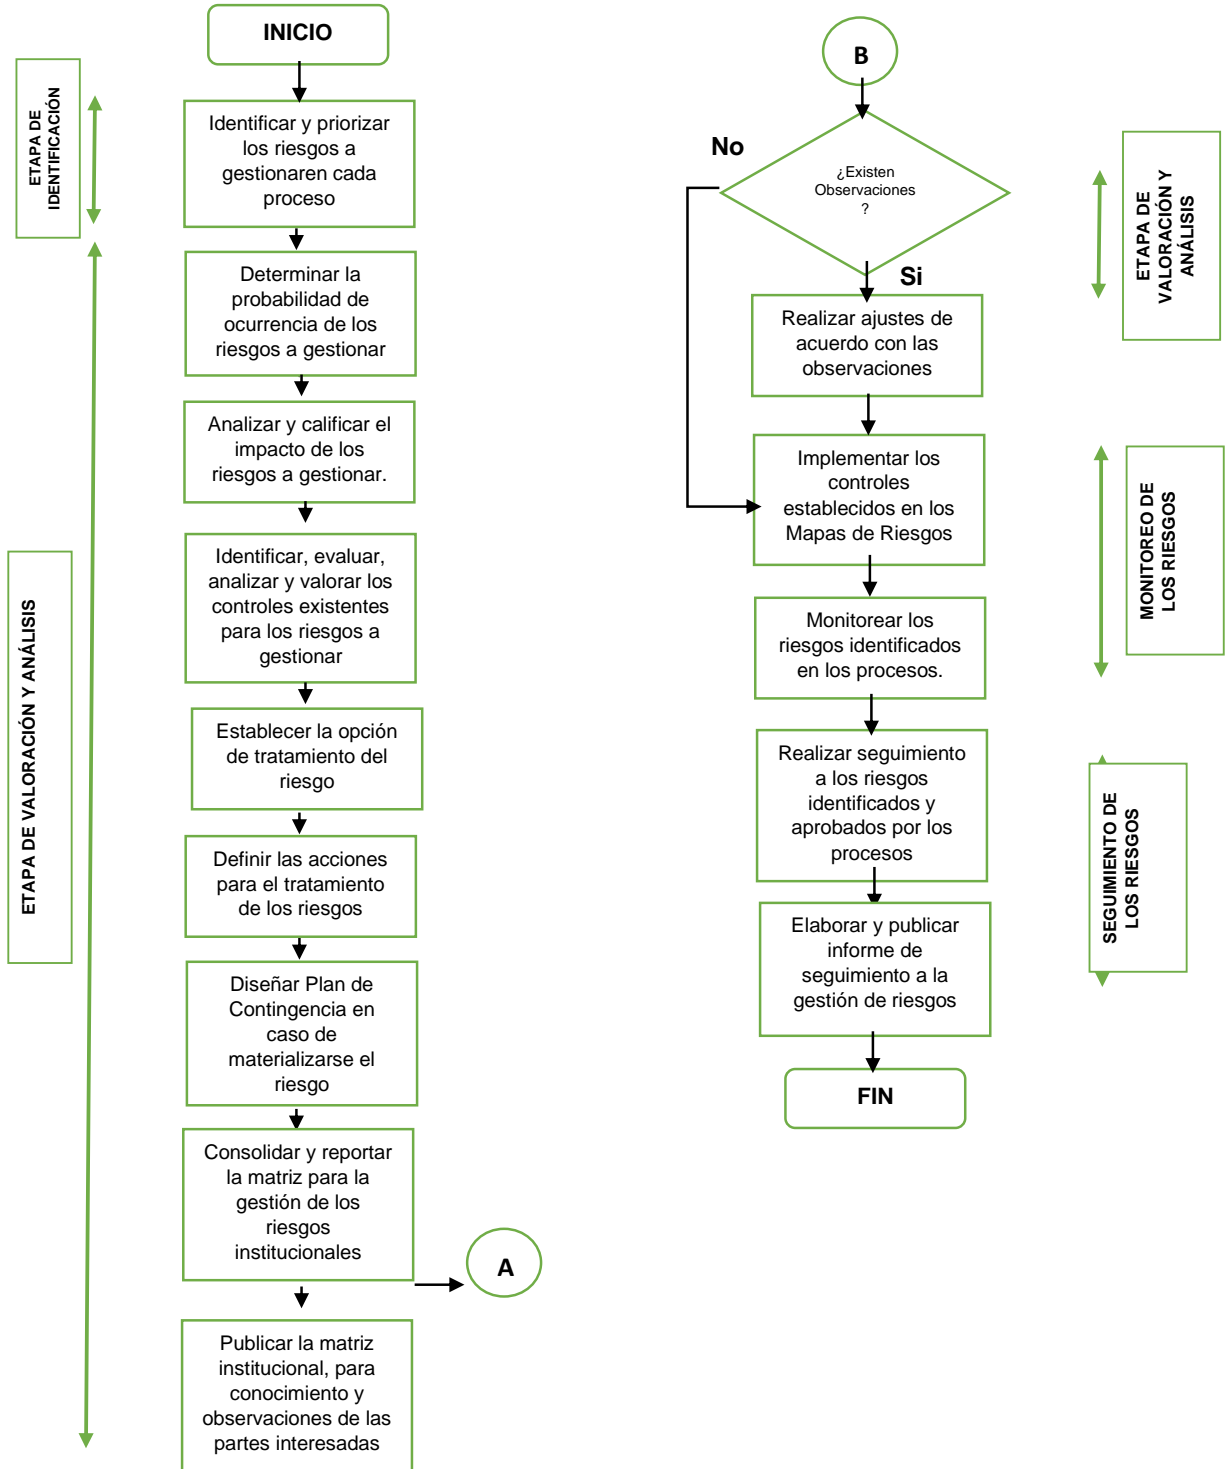 INICIO
ETAPA DE
IDENTIFICACIÓN
Identificar y priorizar
los riesgos a
gestionaren cada
proceso
Determinar la
probabilidad de
ocurrencia de los
riesgos a gestionar
Analizar y calificar el
impacto de los
riesgos a gestionar.
Identificar, evaluar,
analizar y valorar los
controles existentes
para los riesgos a
gestionar
ETAPA DE VALORACIÓN Y ANÁLISIS
Establecer la opción
de tratamiento del
riesgo
Definir las acciones
para el tratamiento
de los riesgos
Diseñar Plan de
Contingencia en
caso de
materializarse el
riesgo
Consolidar y reportar
la matriz para la
gestión de los
riesgos
institucionales
A
Publicar la matriz
institucional, para
conocimiento y
observaciones de las
partes interesadas
B
No
¿Existen
Observaciones
?
Si
ETAPA DE
VALORACIÓN Y
ANÁLISIS
Realizar ajustes de
acuerdo con las
observaciones
Implementar los
controles
establecidos en los
Mapas de Riesgos
MONITOREO DE
LOS RIESGOS
Monitorear los
riesgos identificados
en los procesos.
Realizar seguimiento
a los riesgos
identificados y
aprobados por los
procesos
SEGUIMIENTO DE
LOS RIESGOS
Elaborar y publicar
informe de
seguimiento a la
gestión de riesgos
FIN